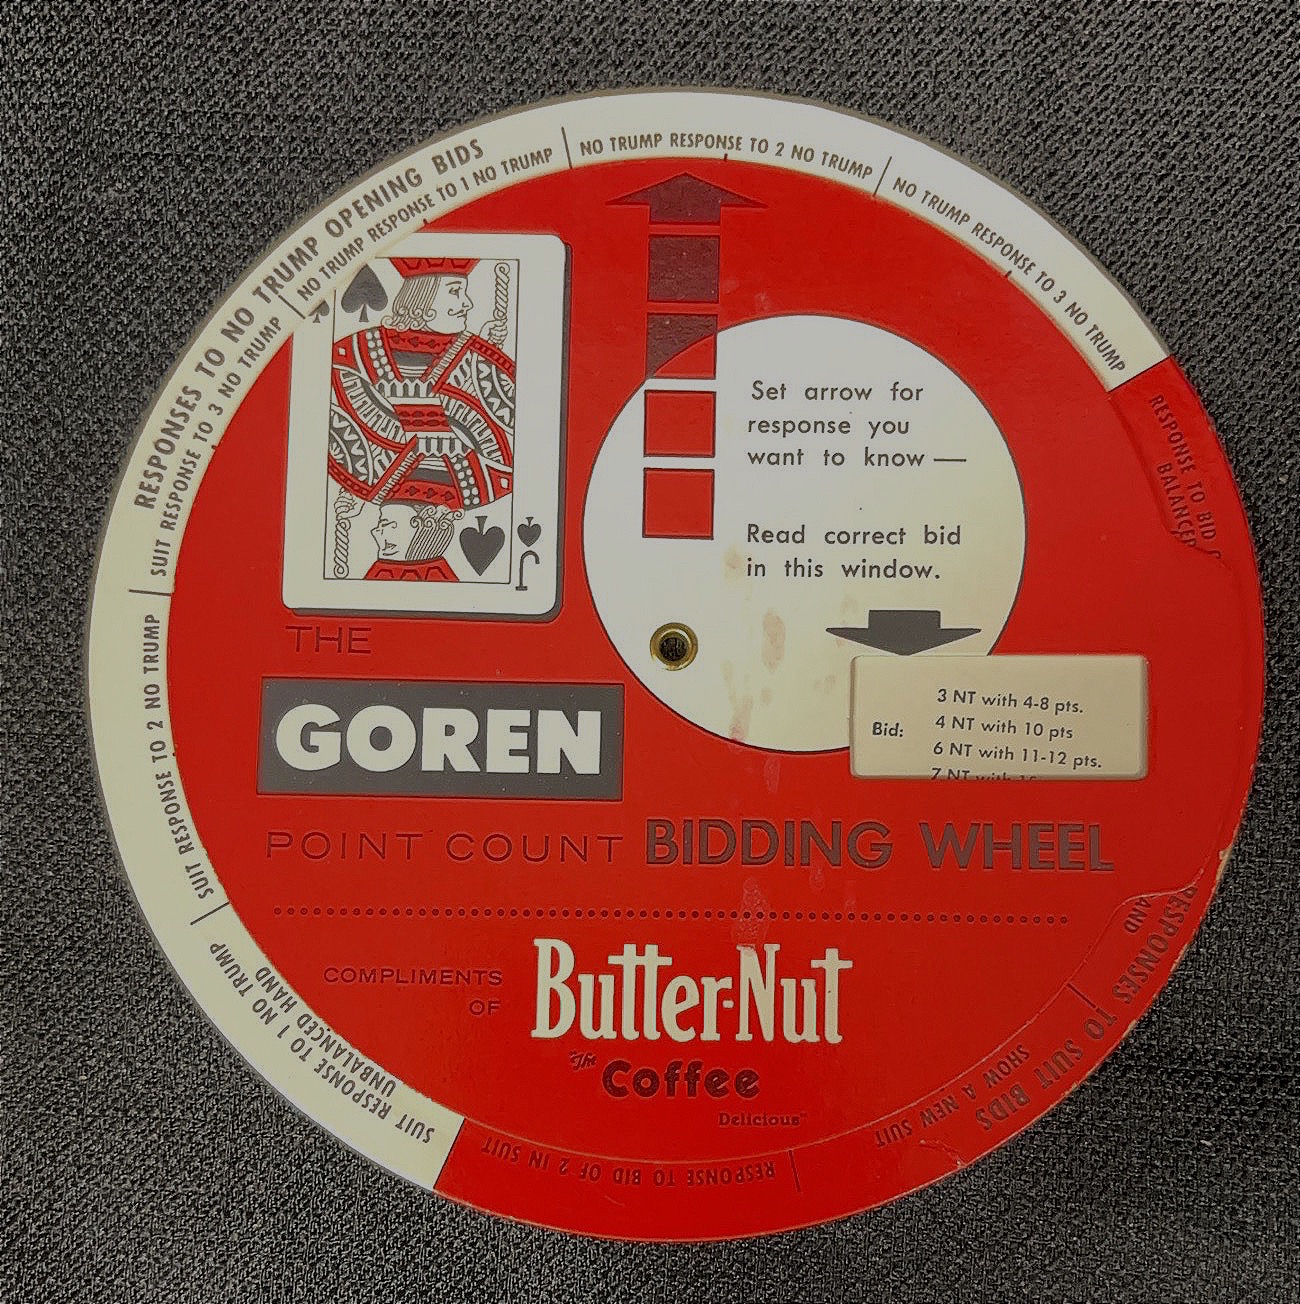 RESPONSES TO NO TRUMP OPENING BIDS
SUIT RESPONSE TO 3 NO TRUMP
NO TRUMP RESPONSE TO 1 NO TRUMP
NO TRUMP RESPONSE TO 2 NO TRUMP
NO TRUMP RESPONSE TO 3 NO TRUMP
RESPONSE TO BID
BALANCED
Set arrow for
response you
want to know —
Read correct bid
in this window.
J
THE
GOREN
3 NT with 4-8 pts.
Bid: 4 NT with 10 pts
6 NT with 11-12 pts.
7 NT with
POINT COUNT BIDDING WHEEL
COMPLIMENTS
OF
Butter-Nut
"The
Coffee
Delicious"
RESPONSES TO SUIT BIDS
AND
SHOW A NEW SUIT
RESPONSE TO BID OF 2 IN SUIT
SUIT RESPONSE TO 1 NO TRUMP
UNBALANCED HAND
SUIT RESPONSE TO 2 NO TRUMP